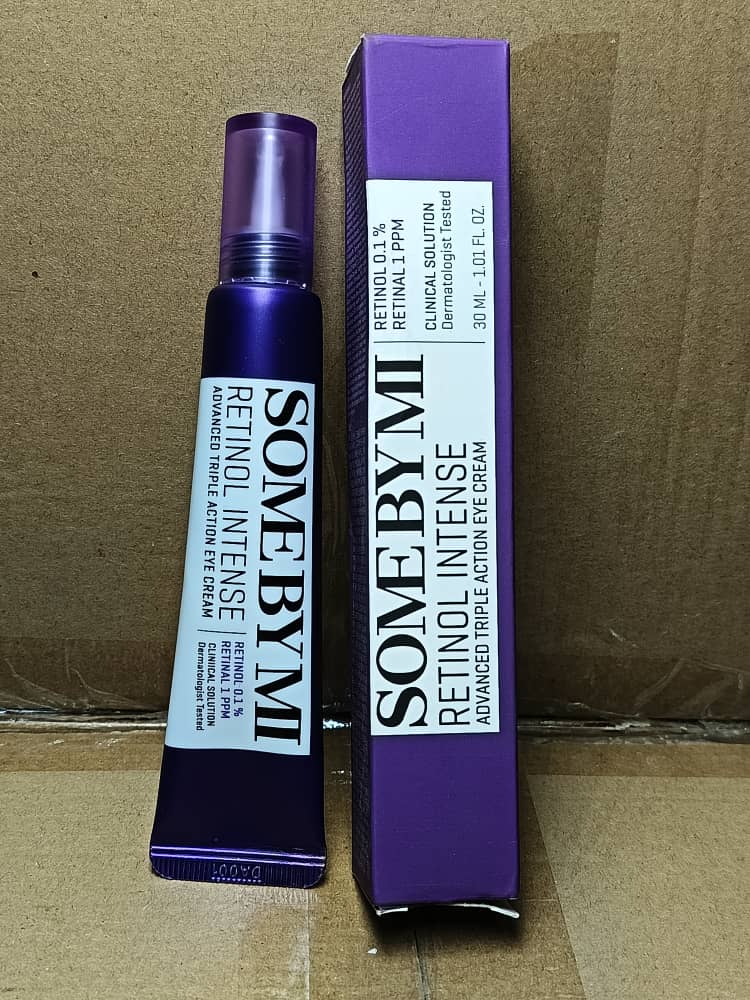 SOME BY MI
RETINOL INTENSE
ADVANCED TRIPLE ACTION EYE CREAM
RETINOL 0.1 %
RETINAL 1 PPM
CLINIICAL SOLUTION
Dermatologist Tested
DA001
SOME BY MI
RETINOL INTENSE
ADVANCED TRIPLE ACTION EYE CREAM
RETINOL 0.1 %
RETINAL 1 PPM
CLINICAL SOLUTION
Dermatologist Tested
30 ML - 1.01 FL. OZ.